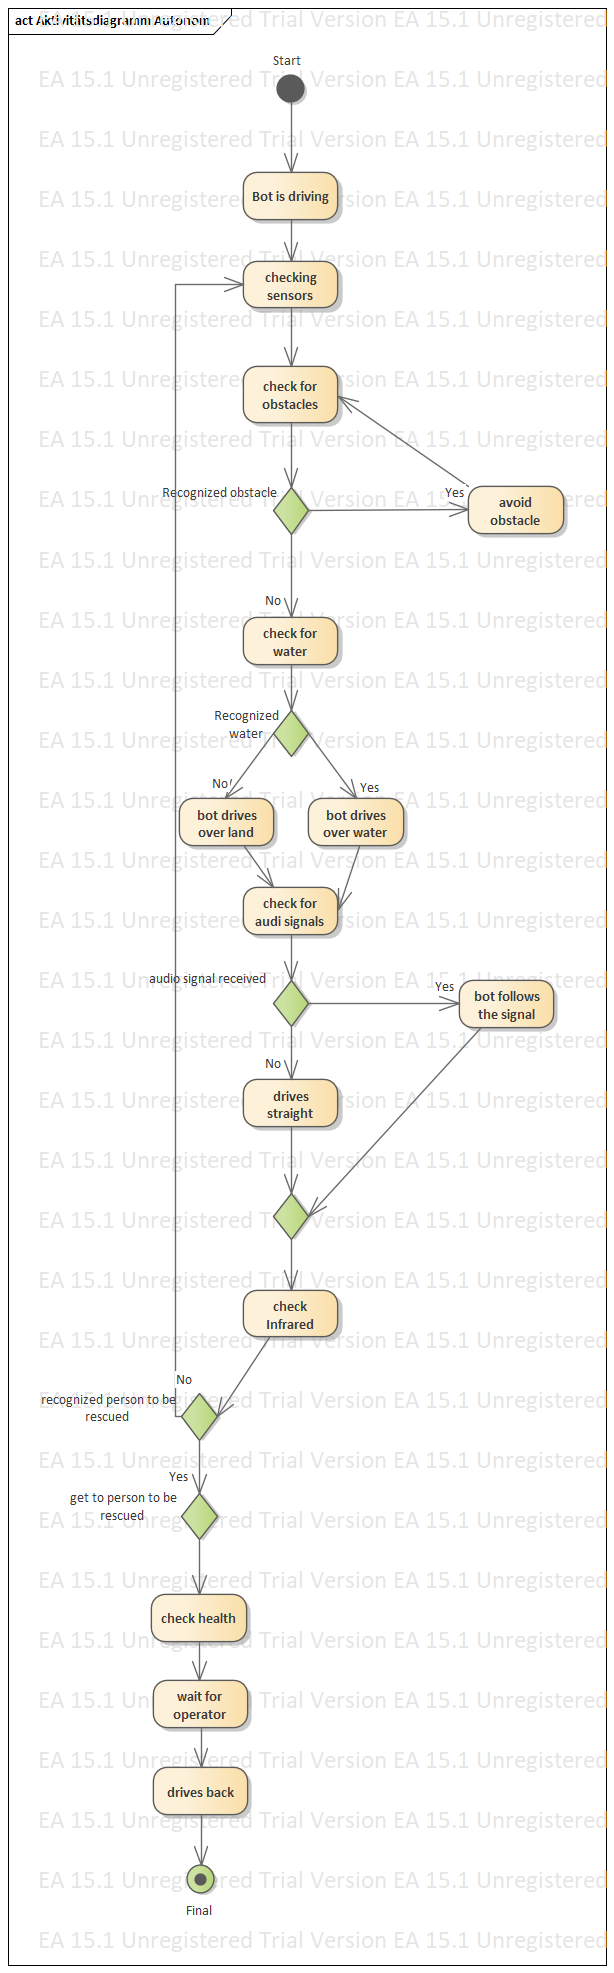 act Aktivitätsdiagramm Autonom
EA 15.1 Unregistered Trial Version EA 15.1 Unregistered
Start
Bot is driving
checking
sensors
check for
obstacles
Recognized obstacle
Yes
avoid
obstacle
No
check for
water
Recognized
water
No
Yes
bot drives
over land
bot drives
over water
check for
audi signals
audio signal received
Yes
bot follows
the signal
No
drives
straight
check
Infrared
No
recognized person to be
rescued
Yes
get to person to be
rescued
check health
wait for
operator
drives back
Final